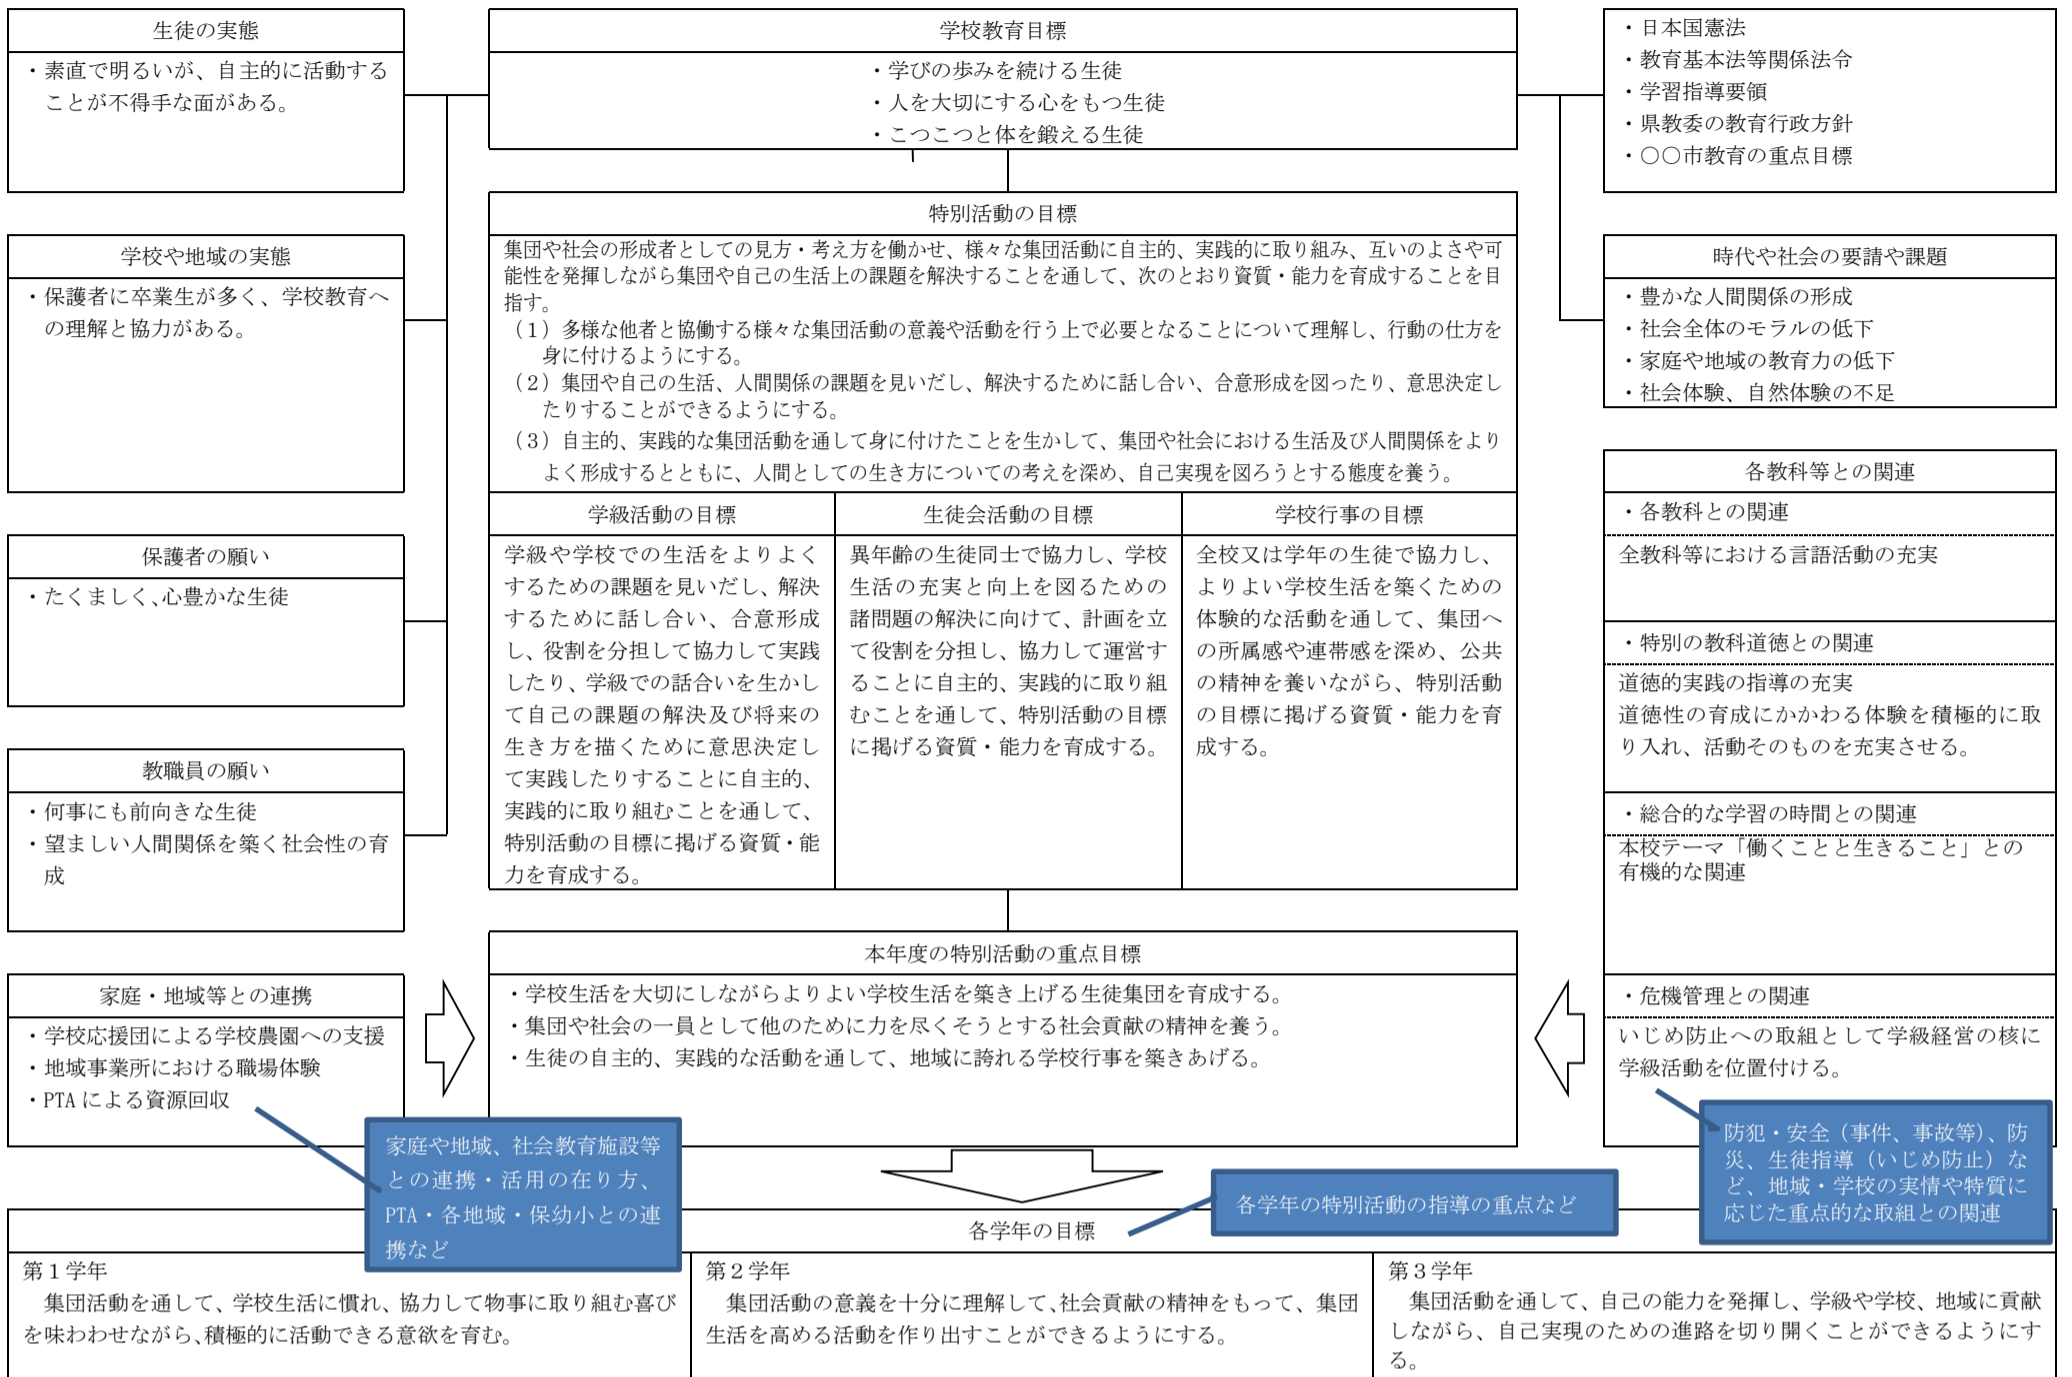 生徒の実態
・素直で明るいが、自主的に活動する
ことが不得手な面がある。
学校や地域の実態
・保護者に卒業生が多く、学校教育へ
の理解と協力がある。
保護者の願い
・たくましく、心豊かな生徒
教職員の願い
・何事にも前向きな生徒
・望ましい人間関係を築く社会性の育
成
家庭・地域等との連携
・学校応援団による学校農園への支援
・地域事業所における職場体験
・PTA による資源回収
家庭や地域、社会教育施設等
との連携・活用の在り方、
PTA・各地域・保幼小との連
携など
学校教育目標
・学びの歩みを続ける生徒
・人を大切にする心をもつ生徒
・こつこつと体を鍛える生徒
特別活動の目標
集団や社会の形成者としての見方・考え方を働かせ、様々な集団活動に自主的、実践的に取り組み、互いのよさや可
能性を発揮しながら集団や自己の生活上の課題を解決することを通して、次のとおり資質・能力を育成することを目
指す。
（１）多様な他者と協働する様々な集団活動の意義や活動を行う上で必要となることについて理解し、行動の仕方を
身に付けるようにする。
（２）集団や自己の生活、人間関係の課題を見いだし、解決するために話し合い、合意形成を図ったり、意思決定し
たりすることができるようにする。
（３）自主的、実践的な集団活動を通して身に付けたことを生かして、集団や社会における生活及び人間関係をより
よく形成するとともに、人間としての生き方についての考えを深め、自己実現を図ろうとする態度を養う。
学級活動の目標
学級や学校での生活をよりよく
するための課題を見いだし、解決
するために話し合い、合意形成
し、役割を分担して協力して実践
したり、学級での話合いを生かし
て自己の課題の解決及び将来の
生き方を描くために意思決定し
て実践したりすることに自主的、
実践的に取り組むことを通して、
特別活動の目標に掲げる資質・能
力を育成する。
生徒会活動の目標
異年齢の生徒同士で協力し、学校
生活の充実と向上を図るための
諸問題の解決に向けて、計画を立
て役割を分担し、協力して運営す
ることに自主的、実践的に取り組
むことを通して、特別活動の目標
に掲げる資質・能力を育成する。
学校行事の目標
全校又は学年の生徒で協力し、
よりよい学校生活を築くための
体験的な活動を通して、集団へ
の所属感や連帯感を深め、公共
の精神を養いながら、特別活動
の目標に掲げる資質・能力を育
成する。
本年度の特別活動の重点目標
・学校生活を大切にしながらよりよい学校生活を築き上げる生徒集団を育成する。
・集団や社会の一員として他のために力を尽くそうとする社会貢献の精神を養う。
・生徒の自主的、実践的な活動を通して、地域に誇れる学校行事を築きあげる。
・日本国憲法
・教育基本法等関係法令
・学習指導要領
・県教委の教育行政方針
・〇〇市教育の重点目標
時代や社会の要請や課題
・豊かな人間関係の形成
・社会全体のモラルの低下
・家庭や地域の教育力の低下
・社会体験、自然体験の不足
各教科等との関連
・各教科との関連
全教科等における言語活動の充実
・特別の教科道徳との関連
道徳的実践の指導の充実
道徳性の育成にかかわる体験を積極的に取
り入れ、活動そのものを充実させる。
・総合的な学習の時間との関連
本校テーマ「働くことと生きること」との
有機的な関連
・危機管理との関連
いじめ防止への取組として学級経営の核に
学級活動を位置付ける。
防犯・安全（事件、事故等）、防
災、生徒指導（いじめ防止）な
ど、地域・学校の実情や特質に
応じた重点的な取組との関連
各学年の特別活動の指導の重点など
各学年の目標
第１学年
集団活動を通して、学校生活に慣れ、協力して物事に取り組む喜び
を味わわせながら、積極的に活動できる意欲を育む。
第２学年
集団活動の意義を十分に理解して、社会貢献の精神をもって、集団
生活を高める活動を作り出すことができるようにする。
第３学年
集団活動を通して、自己の能力を発揮し、学級や学校、地域に貢献
しながら、自己実現のための進路を切り開くことができるようにす
る。